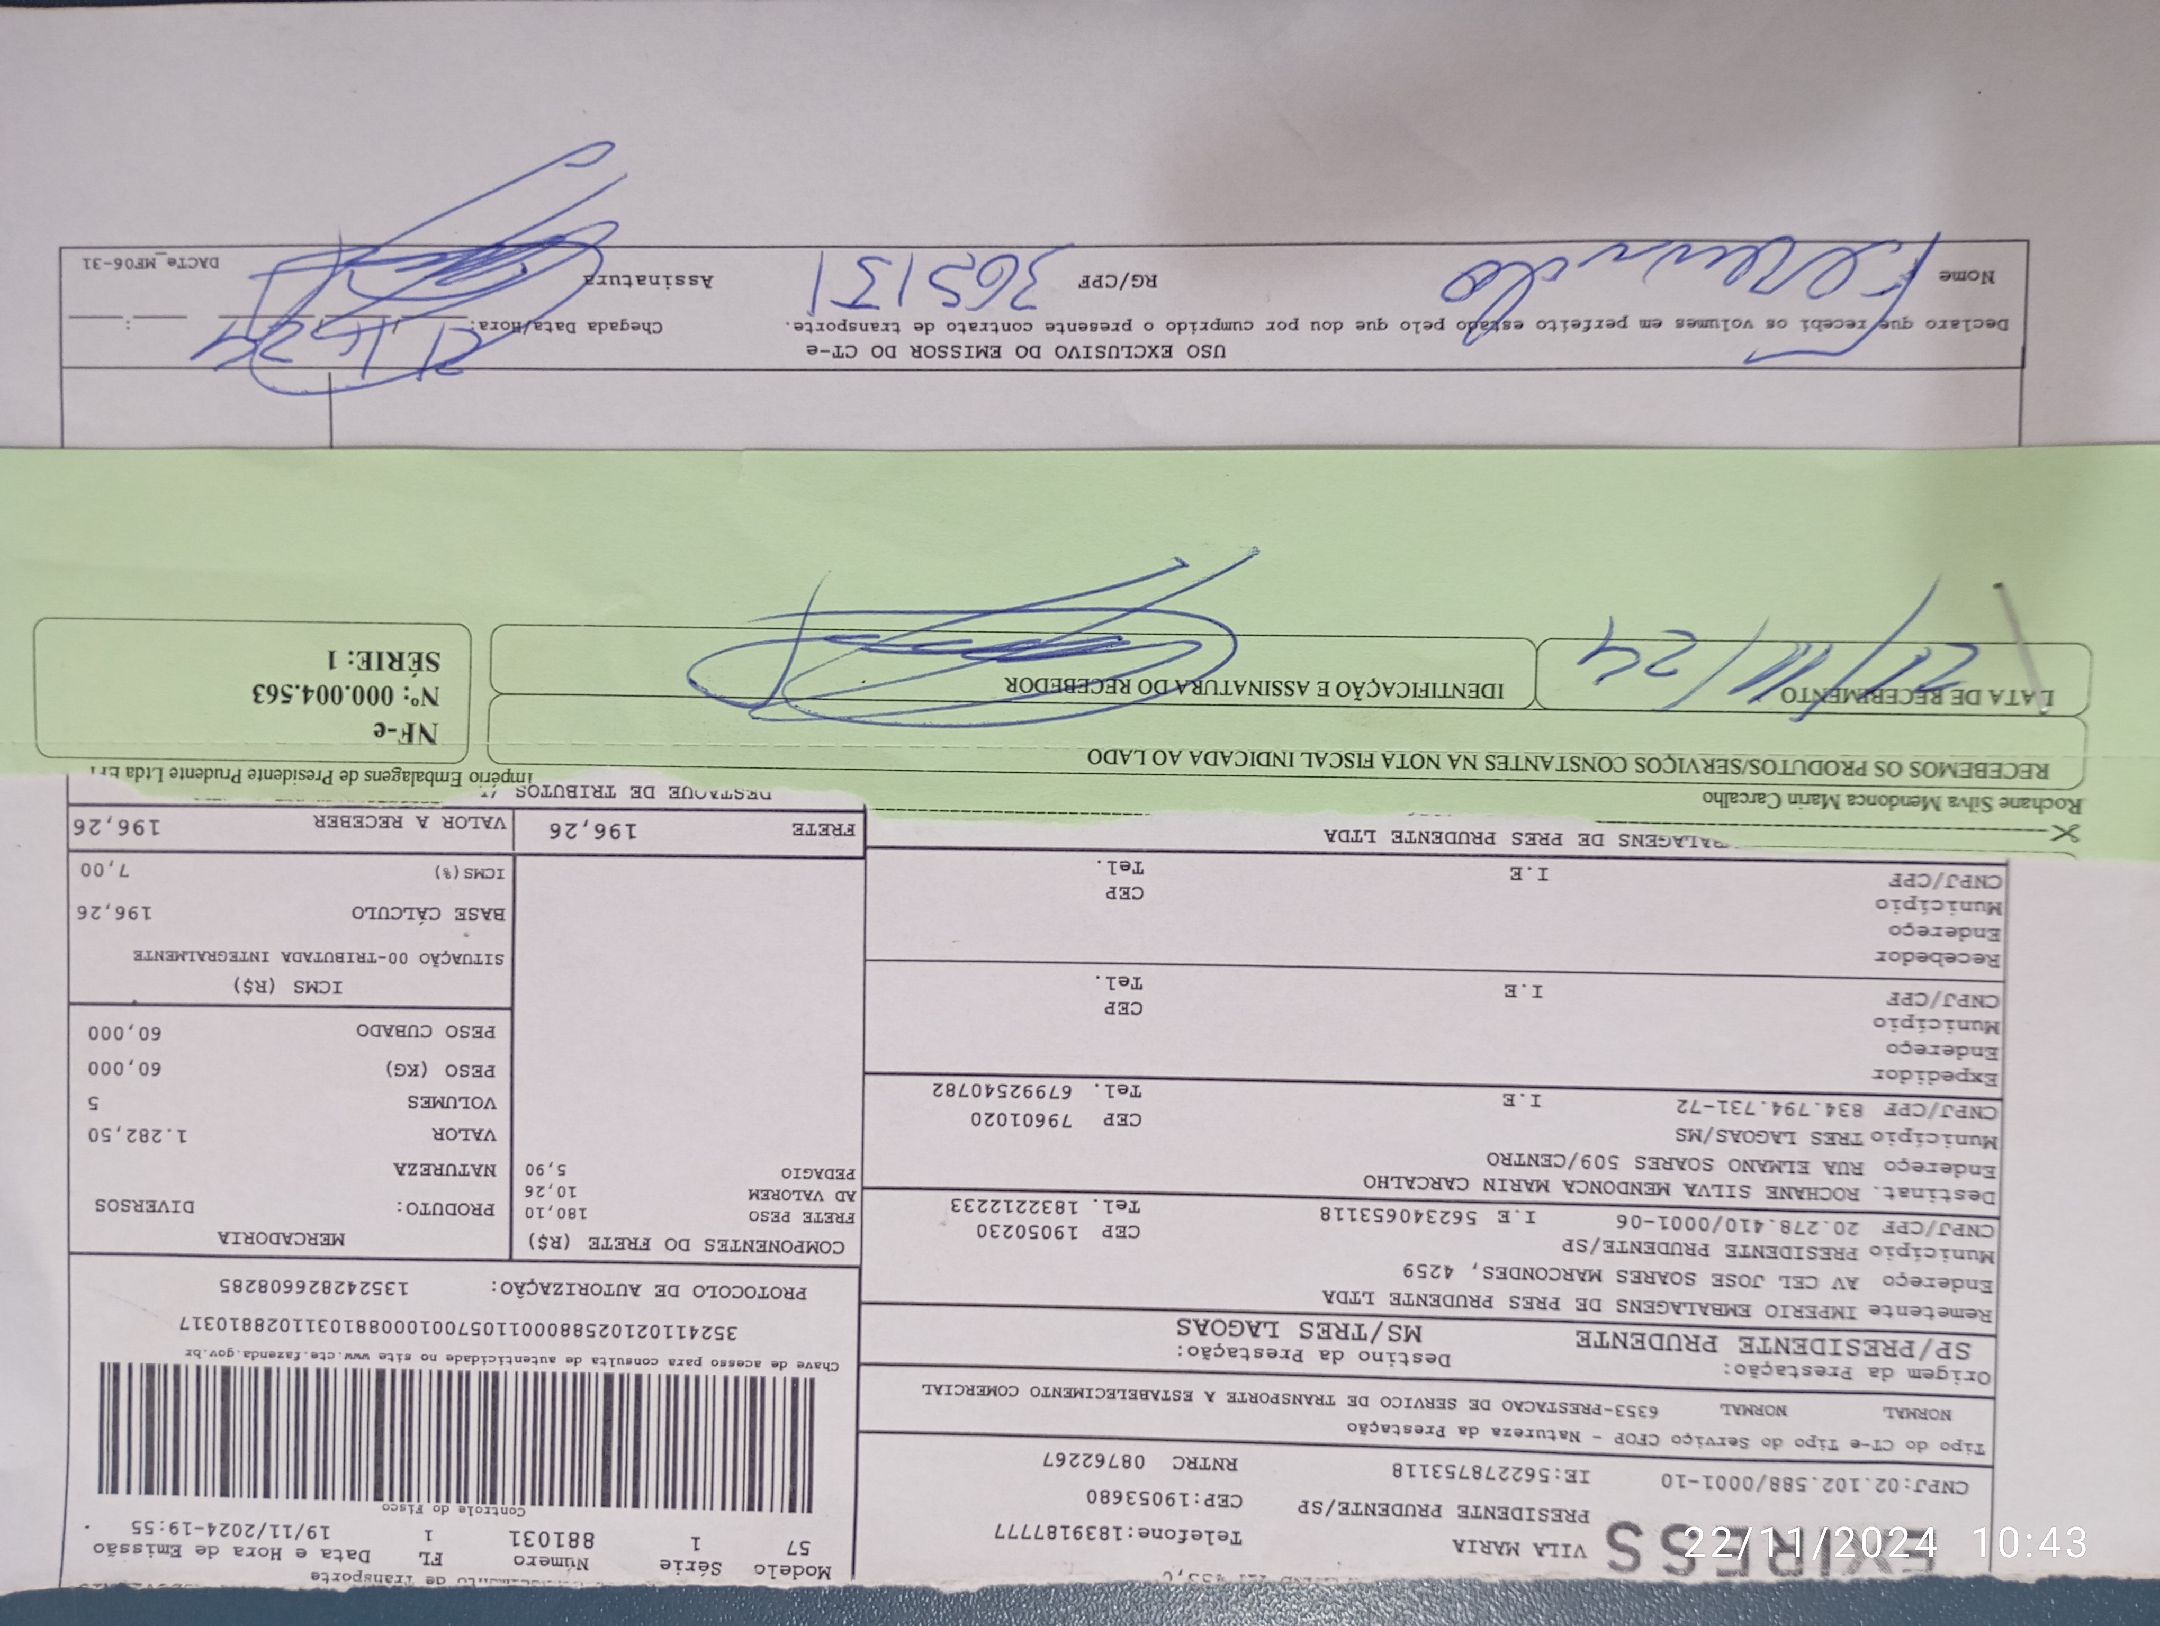 Modelo Série Número FL Data e Hora de Emissão
57 1 881031 1 19/11/2024-19:55
Controle do Fisco
EXPRESS
VILA MARIA Telefone:1839187777
PRESIDENTE PRUDENTE/SP CEP:19053680
CNPJ:02.102.588/0001-10 IE:562278753118 RNTRC 08762267
Chave de acesso para consulta de autenticidade no site www.cte.fazenda.gov.br
35241102102588000110570010008810311028810317
PROTOCOLO DE AUTORIZAÇÃO: 135242826608285
Tipo do CT-e Tipo do Serviço CFOP - Natureza da Prestação
NORMAL NORMAL 6353-PRESTACAO DE SERVICO DE TRANSPORTE A ESTABELECIMENTO COMERCIAL
Origem da Prestação: Destino da Prestação:
SP/PRESIDENTE PRUDENTE MS/TRES LAGOAS
Remetente IMPERIO EMBALAGENS DE PRES PRUDENTE LTDA
Endereço AV CEL JOSE SOARES MARCONDES, 4259
Município PRESIDENTE PRUDENTE/SP CEP 19050230
CNPJ/CPF 20.278.410/0001-06 I.E 562340653118 Tel. 1832212233
Destinat. ROCHANE SILVA MENDONCA MARIN CARCALHO
Endereço RUA ELMANO SOARES 509/CENTRO
Município TRES LAGOAS/MS CEP 79601020
CNPJ/CPF 834.794.731-72 I.E Tel. 67992540782
Expedidor
Endereço
Município CEP
CNPJ/CPF I.E Tel.
Recebedor
Endereço
Município CEP
CNPJ/CPF I.E Tel.
BALAGENS DE PRES PRUDENTE LTDA
COMPONENTES DO FRETE (R$)
FRETE PESO 180,10
AD VALOREM 10,26
PEDAGIO 5,90
FRETE 196,26
MERCADORIA
PRODUTO: DIVERSOS
NATUREZA
VALOR 1.282,50
VOLUMES 5
PESO (KG) 60,000
PESO CUBADO 60,000
ICMS (R$)
SITUAÇÃO 00-TRIBUTADA INTEGRALMENTE
BASE CÁLCULO 196,26
ICMS(%) 7,00
VALOR A RECEBER 196,26
DESTAQUE DE TRIBUTOS
Rochane Silva Mendonca Marin Carcalho
Império Embalagens de Presidente Prudente Ltda
RECEBEMOS OS PRODUTOS/SERVIÇOS CONSTANTES NA NOTA FISCAL INDICADA AO LADO
DATA DE RECEBIMENTO
IDENTIFICAÇÃO E ASSINATURA DO RECEBEDOR
NF-e
Nº: 000.004.563
SÉRIE: 1
USO EXCLUSIVO DO EMISSOR DO CT-e
Declaro que recebi os volumes em perfeito estado pelo que dou por cumprido o presente contrato de transporte. Chegada Data/Hora:
Nome Fernando RG/CPF 365131 Assinatura
DACTe_MF06-31
22/11/2024 10:43